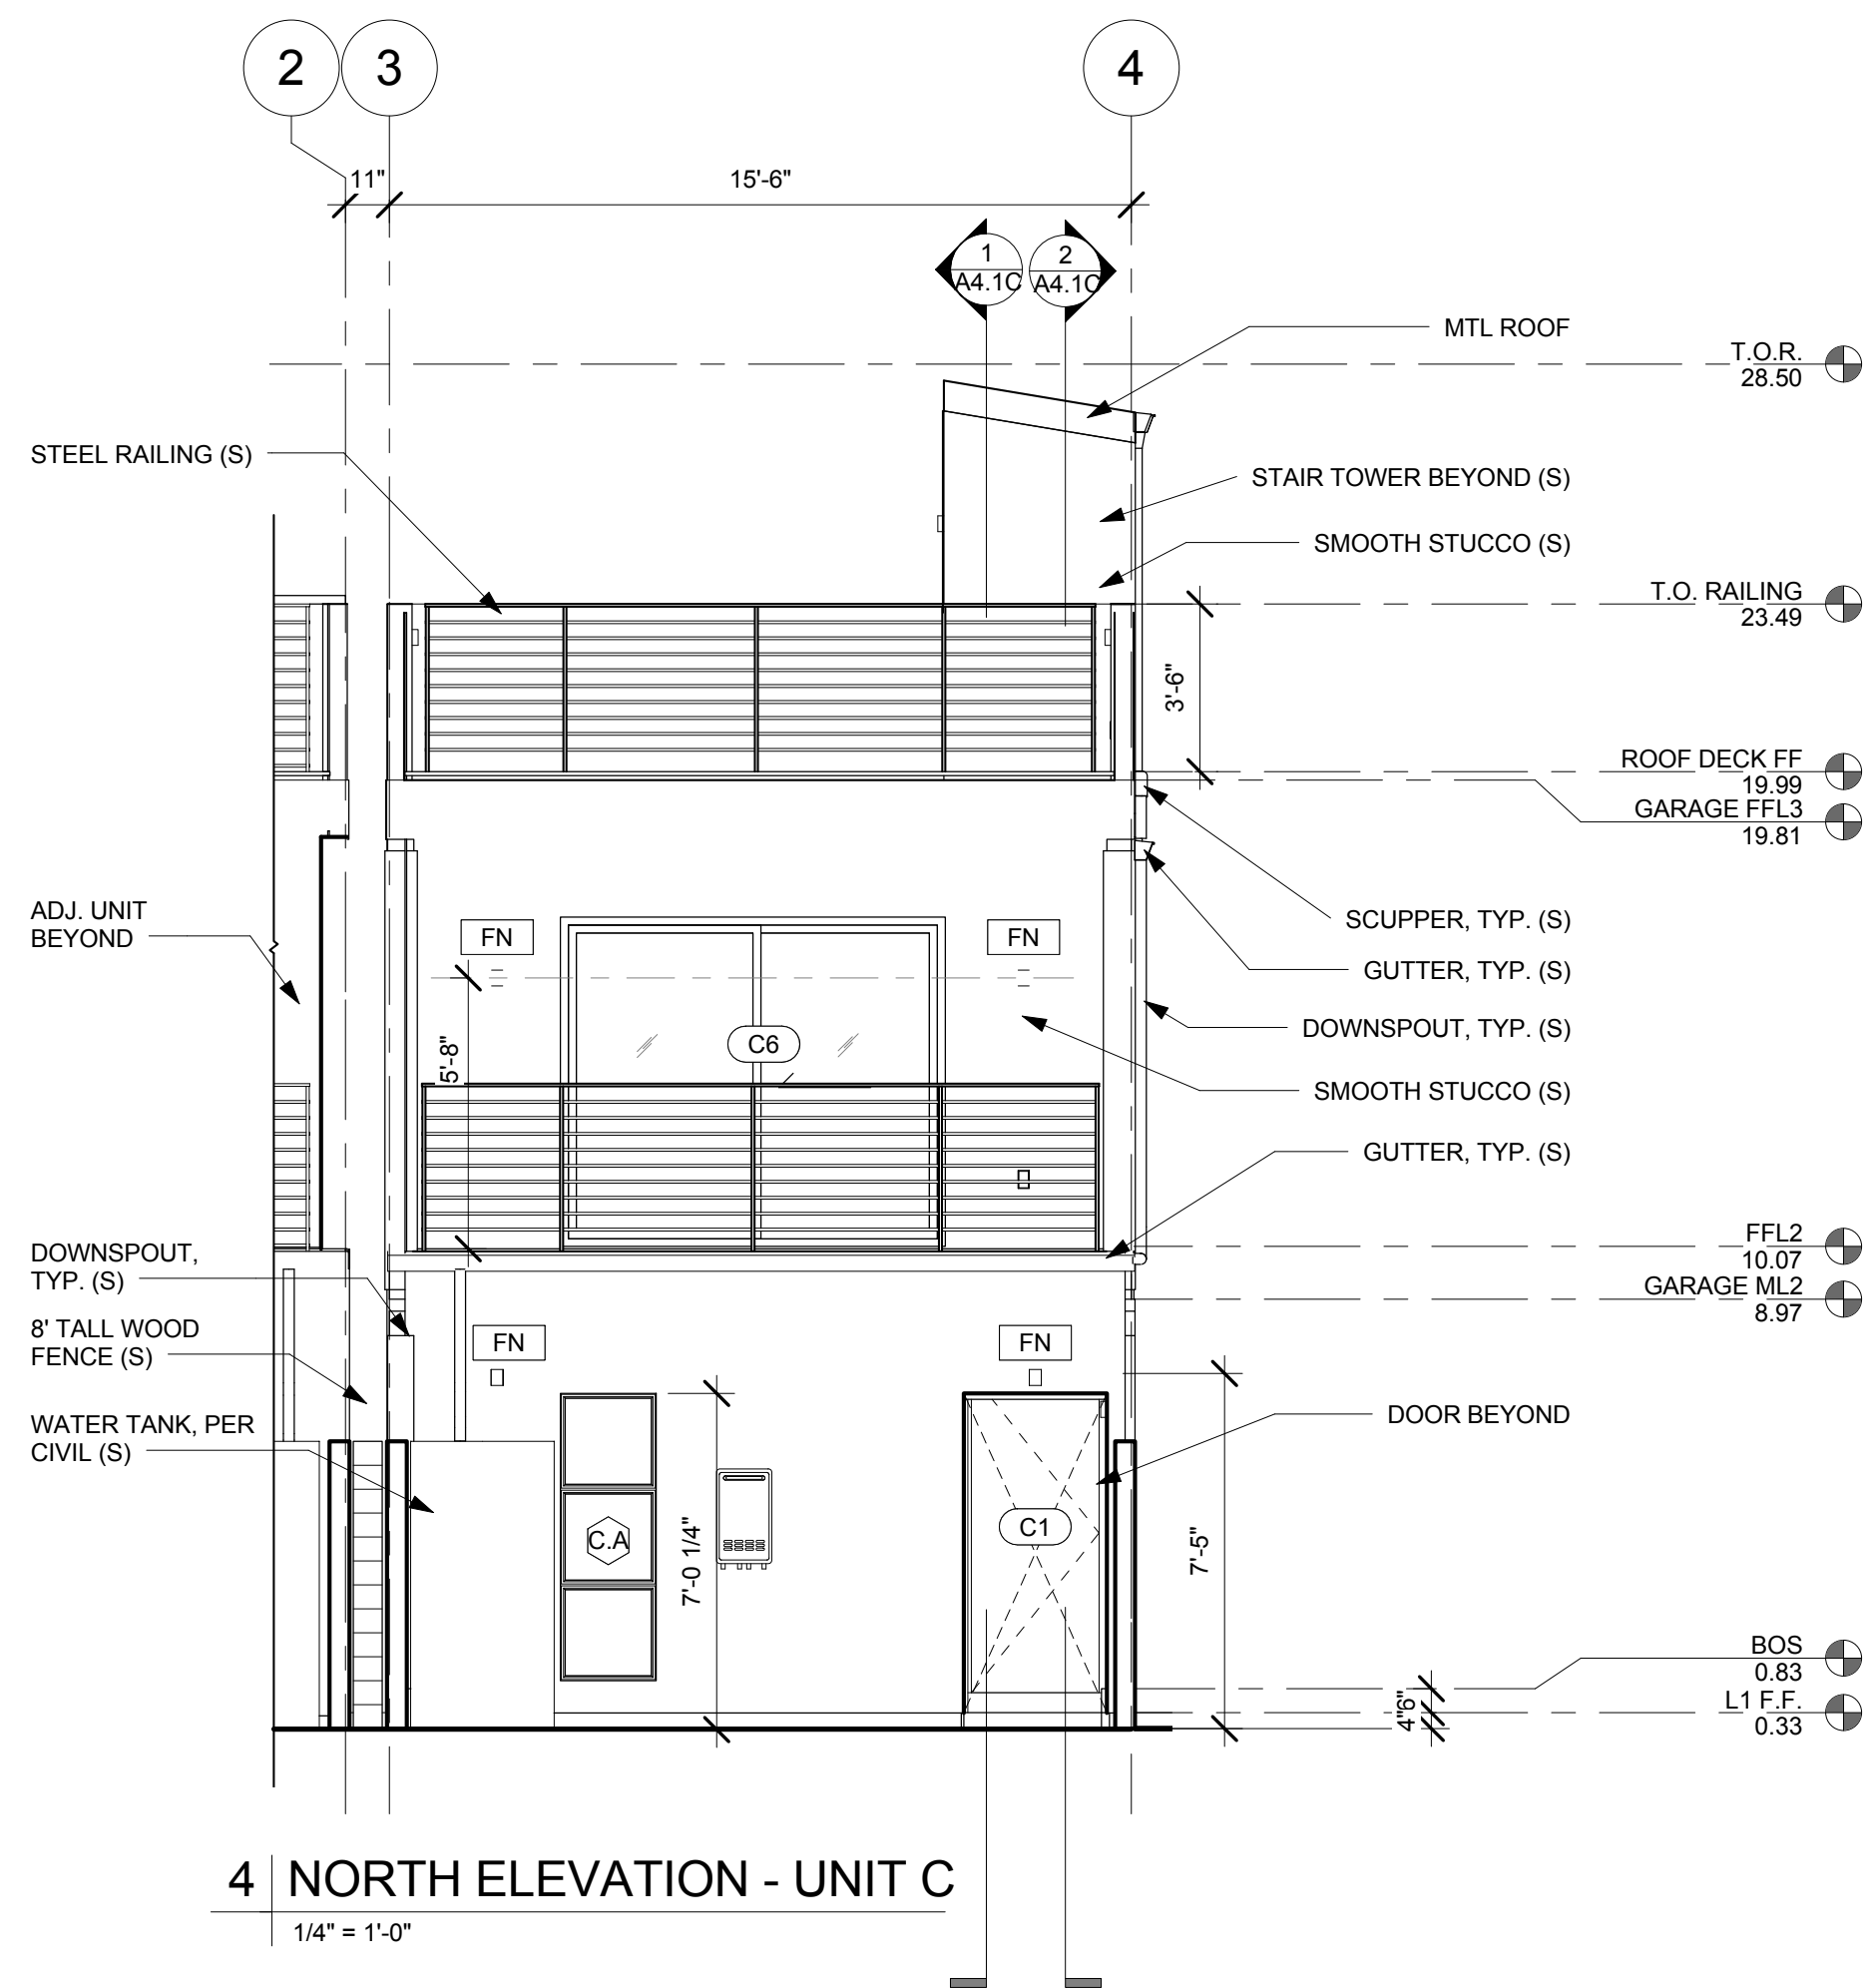 2
3
4
11"
15'-6"
1
A4.1C
2
A4.1C
MTL ROOF
T.O.R.
28.50
STEEL RAILING (S)
STAIR TOWER BEYOND (S)
SMOOTH STUCCO (S)
T.O. RAILING
23.49
3'-6"
ROOF DECK FF
19.99
GARAGE FFL3
19.81
ADJ. UNIT
BEYOND
FN
FN
SCUPPER, TYP. (S)
GUTTER, TYP. (S)
DOWNSPOUT, TYP. (S)
C6
5'-8"
SMOOTH STUCCO (S)
GUTTER, TYP. (S)
FFL2
10.07
GARAGE ML2
8.97
DOWNSPOUT,
TYP. (S)
8' TALL WOOD
FENCE (S)
FN
FN
WATER TANK, PER
CIVIL (S)
DOOR BEYOND
C.A
7'-0 1/4"
C1
7'-5"
BOS
0.83
L1 F.F.
0.33
6"
4"
4 NORTH ELEVATION - UNIT C
1/4" = 1'-0"